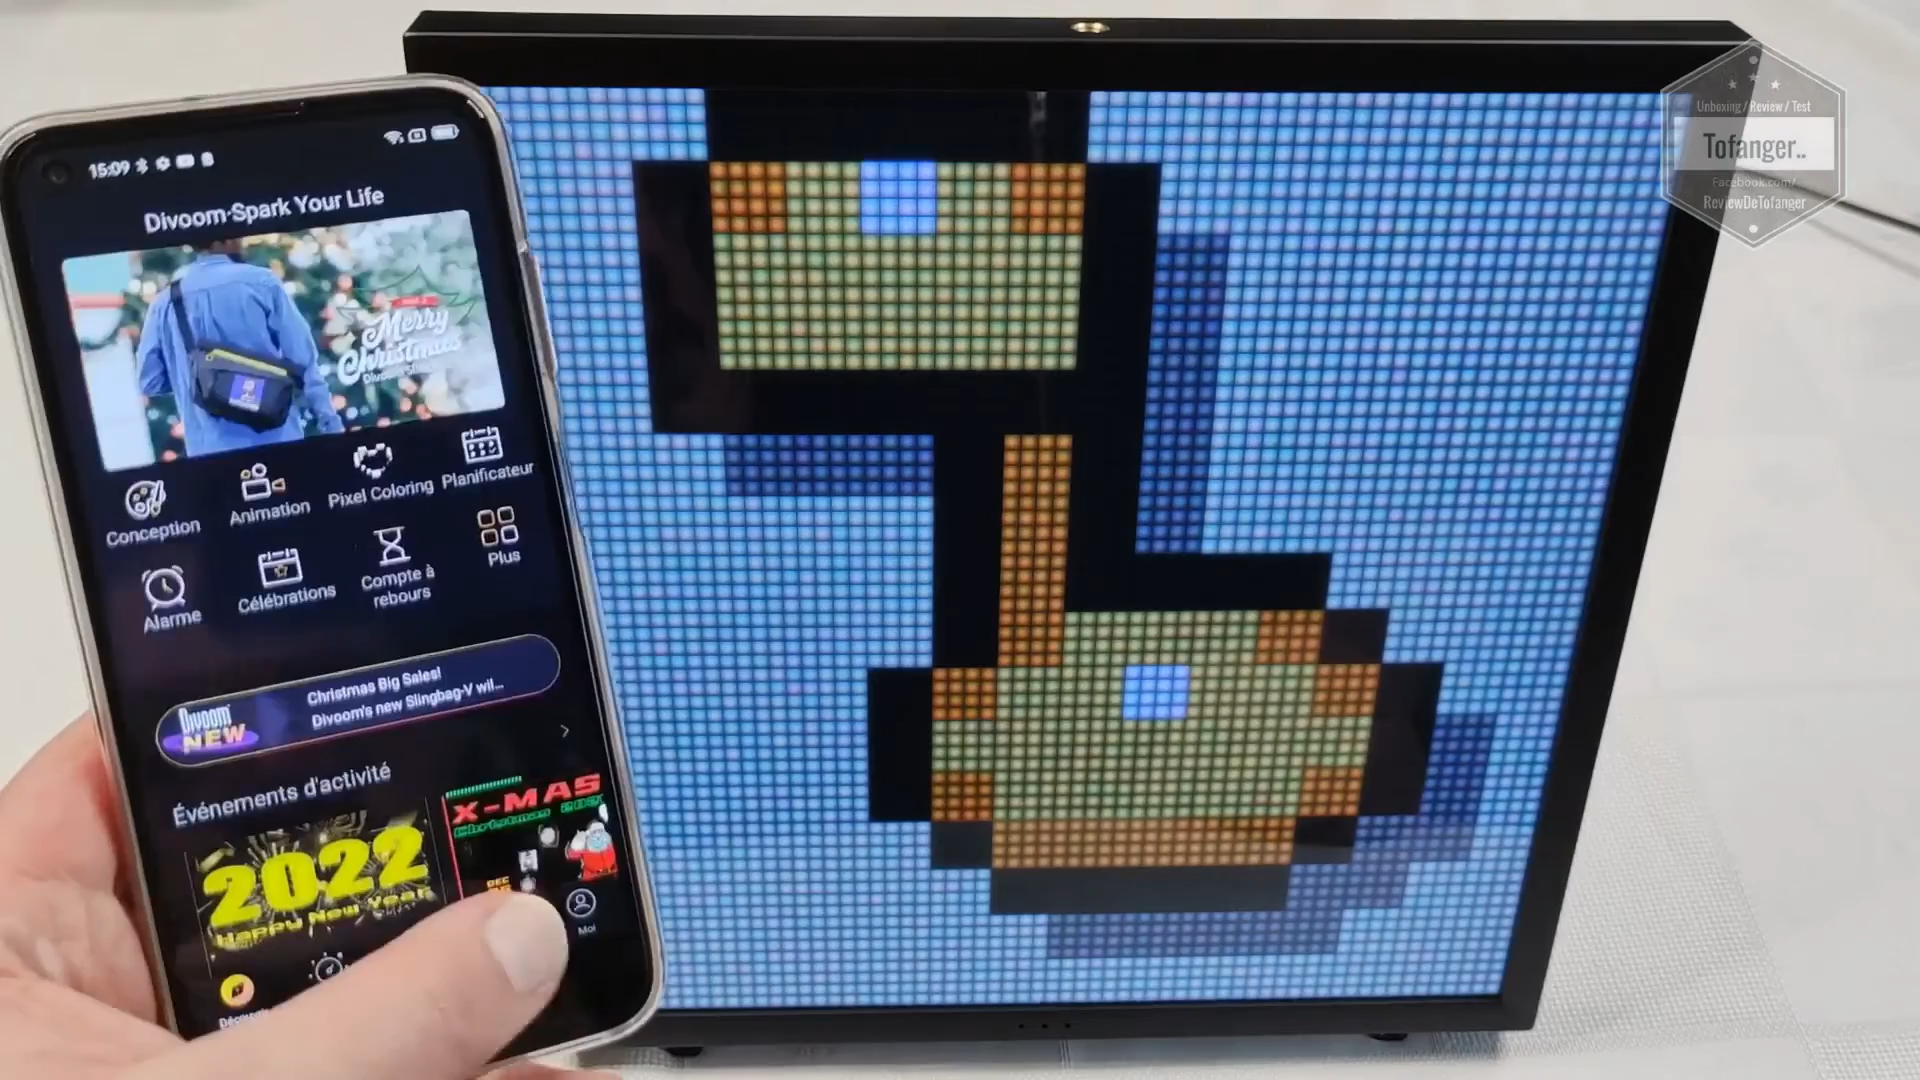 15:09
Divoom·Spark Your Life
Merry
Christmas
Conception
Animation
Pixel Coloring
Planificateur
Alarme
Célébrations
Compte à
rebours
Plus
Divoom
NEW
Christmas Big Sales!
Divoom's new Slingbag-V wil...
Événements d'activité
2022
Happy New Year
X-MAS
Christmas
DEC
Moi
Unboxing / Review / Test
Tofanger..
Facebook.com/
ReviewDeTofanger